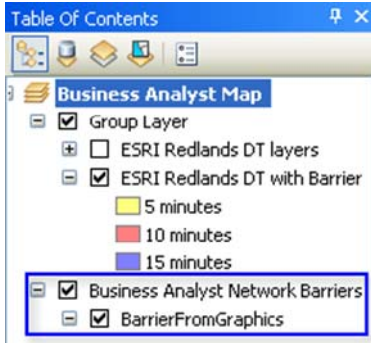 Table Of Contents
Business Analyst Map
Group Layer
ESRI Redlands DT layers
ESRI Redlands DT with Barrier
5 minutes
10 minutes
15 minutes
Business Analyst Network Barriers
BarrierFromGraphics